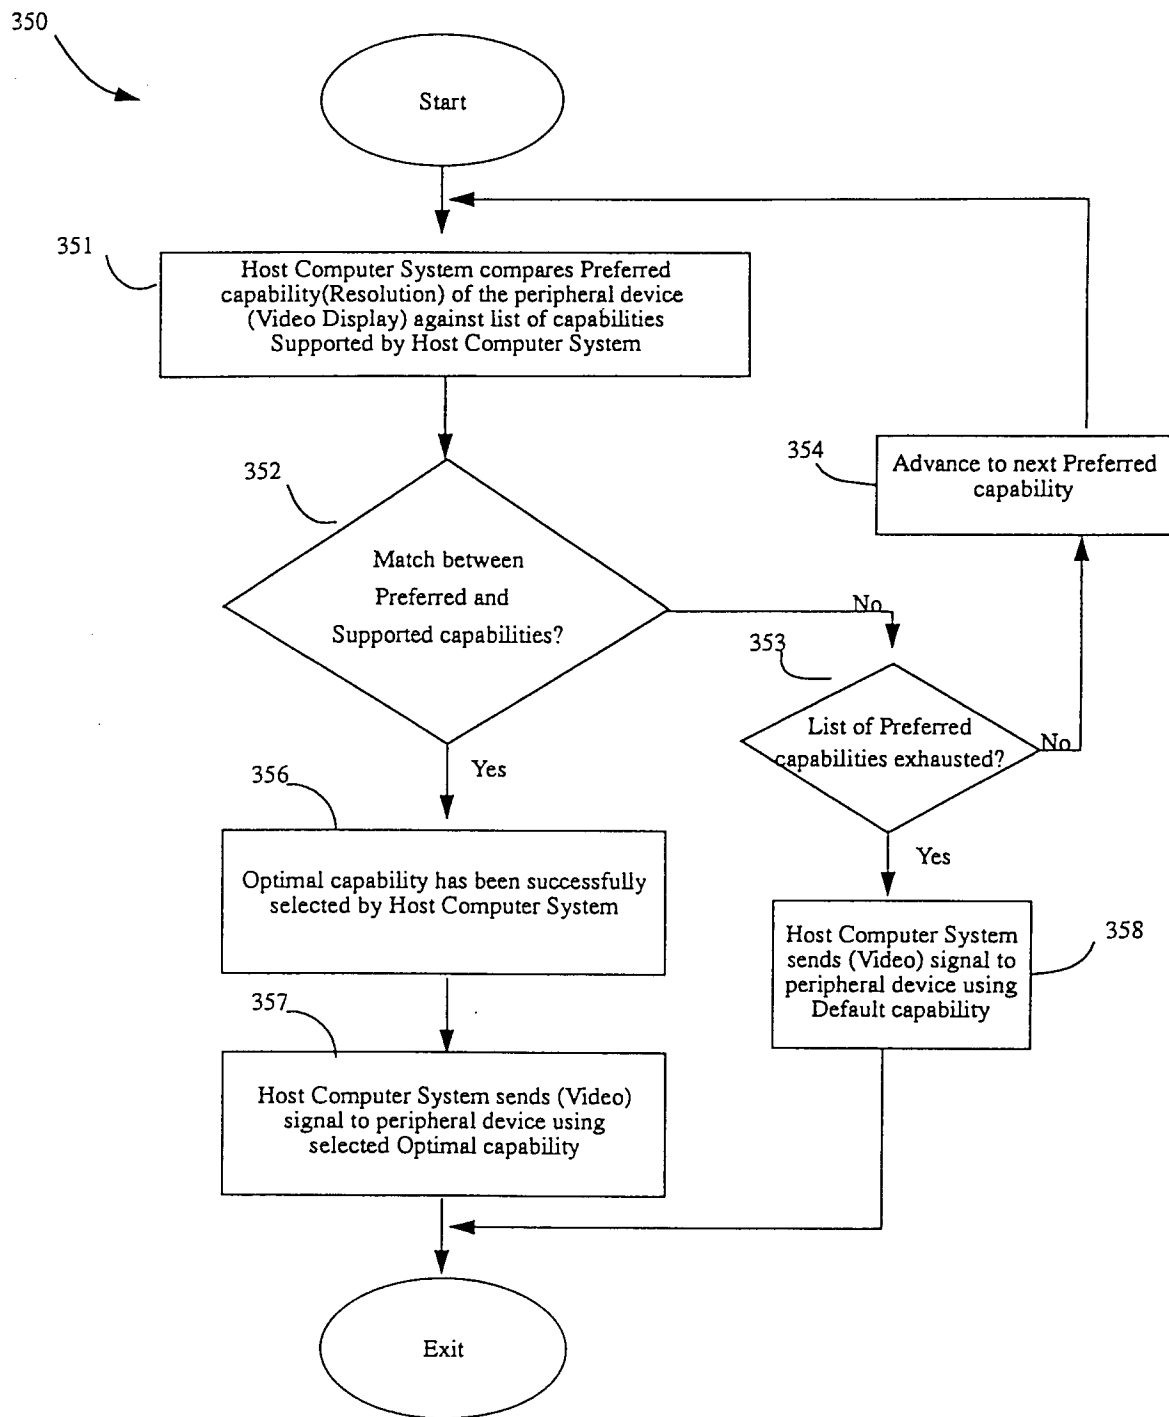 350
Start
351
Host Computer System compares Preferred
capability(Resolution) of the peripheral device
(Video Display) against list of capabilities
Supported by Host Computer System
352
Match between
Preferred and
Supported capabilities?
No
354
Advance to next Preferred
capability
353
List of Preferred
capabilities exhausted?
No
Yes
356
Optimal capability has been successfully
selected by Host Computer System
Yes
358
Host Computer System
sends (Video) signal to
peripheral device using
Default capability
357
Host Computer System sends (Video)
signal to peripheral device using
selected Optimal capability
Exit